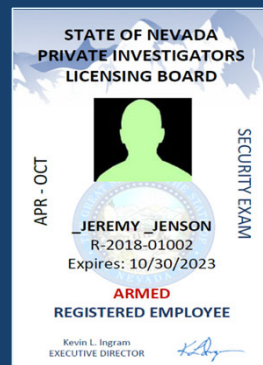 STATE OF NEVADA
PRIVATE INVESTIGATORS
LICENSING BOARD
APR - OCT
SECURITY EXAM
_JEREMY _JENSON
R-2018-01002
Expires: 10/30/2023
NEVADA
ARMED
REGISTERED EMPLOYEE
Kevin L. Ingram
EXECUTIVE DIRECTOR